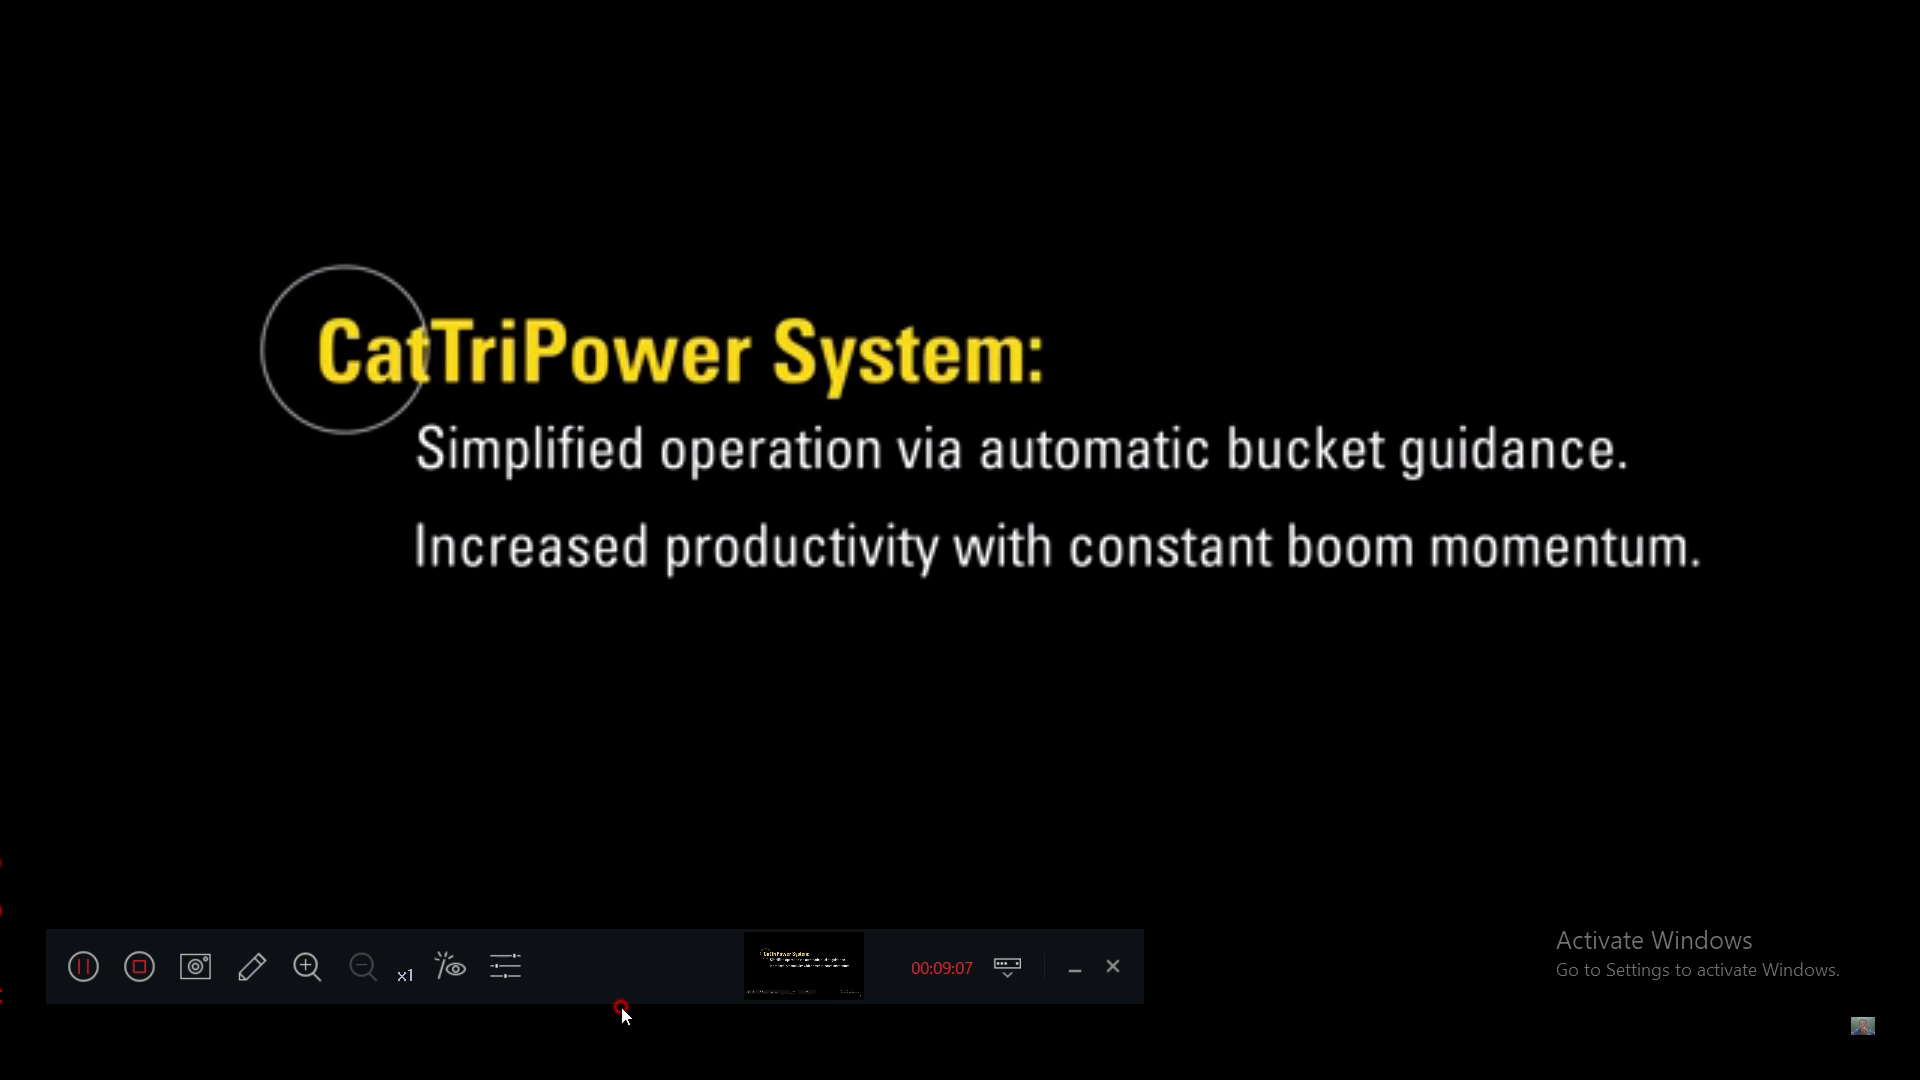 CatTriPower System:
Simplified operation via automatic bucket guidance.
Increased productivity with constant boom momentum.
x1
00:09:07
Activate Windows
Go to Settings to activate Windows.